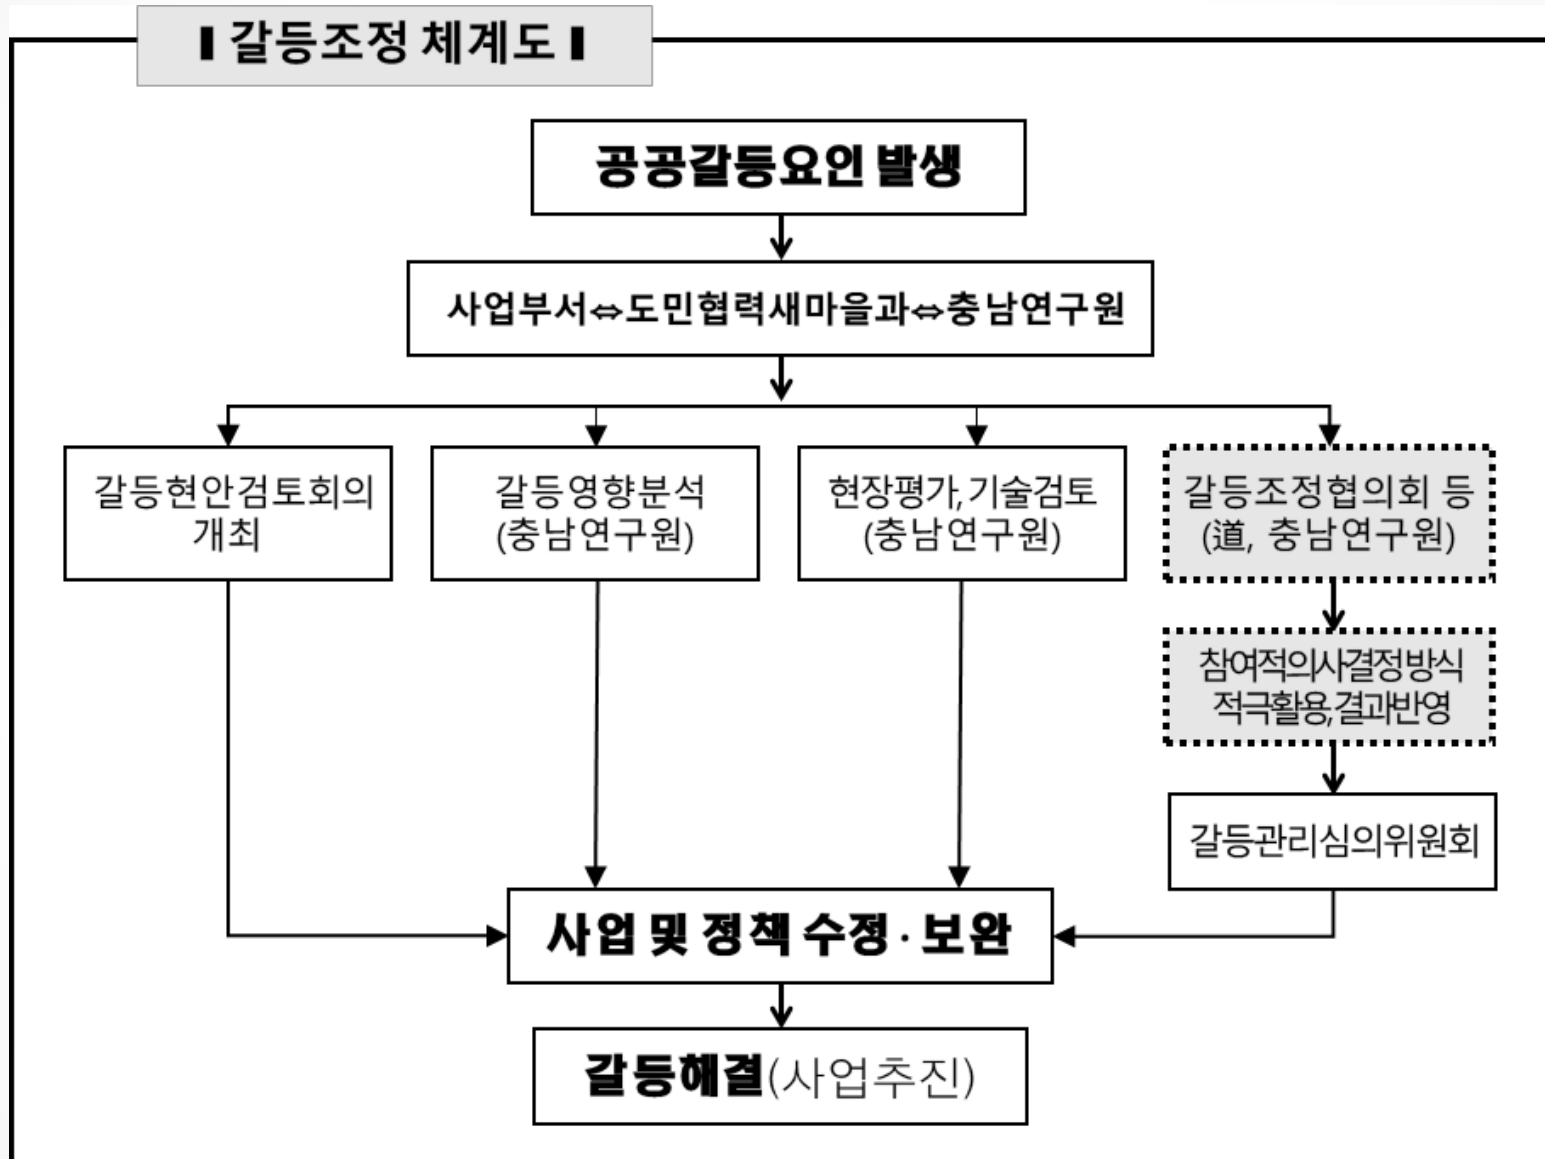 ▮ 갈등조정 체계도 ▮
공공갈등요인 발생
사업부서⇔도민협력새마을과⇔충남연구원
갈등현안검토회의
개최
갈등영향분석
(충남연구원)
현장평가, 기술검토
(충남연구원)
갈등조정협의회 등
(道, 충남연구원)
참여적의사결정방식
적극활용, 결과반영
갈등관리심의위원회
사업 및 정책 수정 · 보완
갈등해결(사업추진)